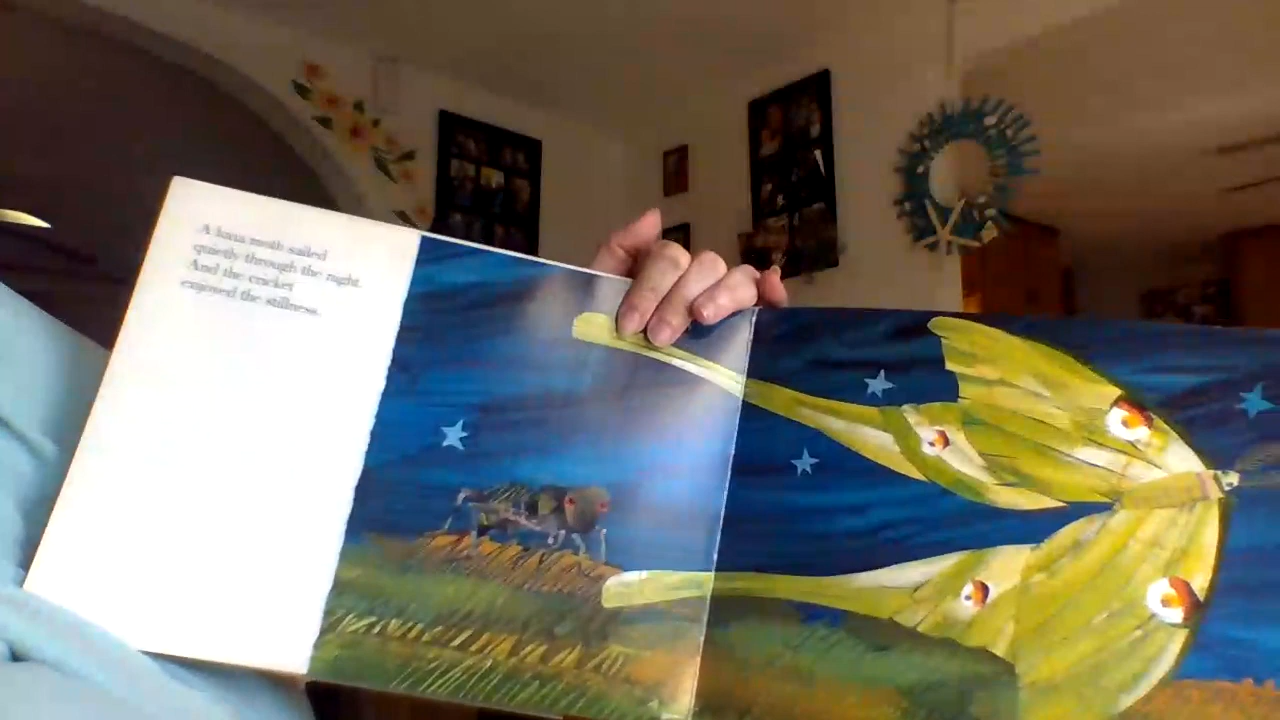 A luna moth sailed
quietly through the night.
And the cricket
enjoyed the stillness.